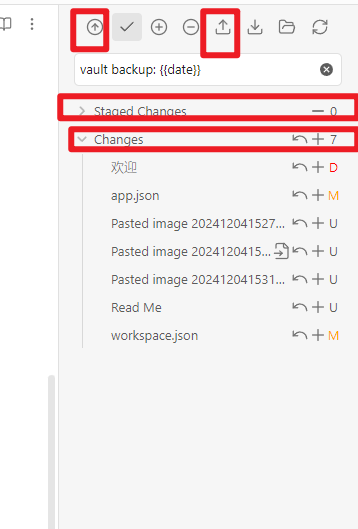 vault backup: {{date}}
Staged Changes 0
Changes 7
欢迎 D
app.json M
Pasted image 202412041527... U
Pasted image 2024120415... U
Pasted image 202412041531... U
Read Me U
workspace.json M